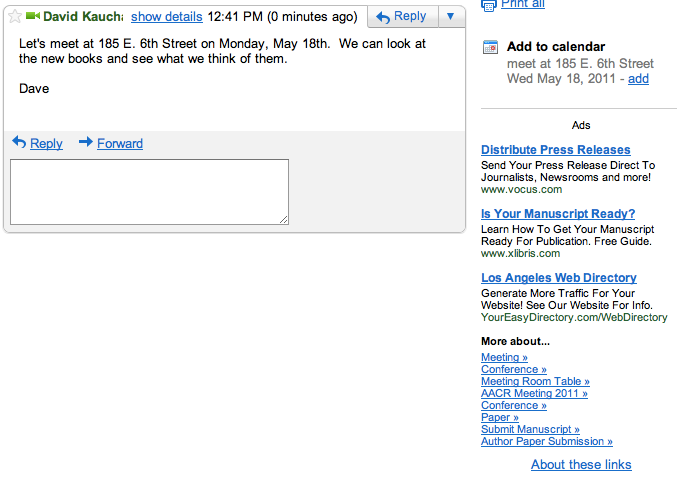 David Kaucha show details 12:41 PM (0 minutes ago) Reply
Let's meet at 185 E. 6th Street on Monday, May 18th. We can look at
the new books and see what we think of them.
Dave
Reply Forward
Print all
Add to calendar
meet at 185 E. 6th Street
Wed May 18, 2011 - add
Ads
Distribute Press Releases
Send Your Press Release Direct To
Journalists, Newsrooms and more!
www.vocus.com
Is Your Manuscript Ready?
Learn How To Get Your Manuscript
Ready For Publication. Free Guide.
www.xlibris.com
Los Angeles Web Directory
Generate More Traffic For Your
Website! See Our Website For Info.
YourEasyDirectory.com/WebDirectory
More about...
Meeting »
Conference »
Meeting Room Table »
AACR Meeting 2011 »
Conference »
Paper »
Submit Manuscript »
Author Paper Submission »
About these links